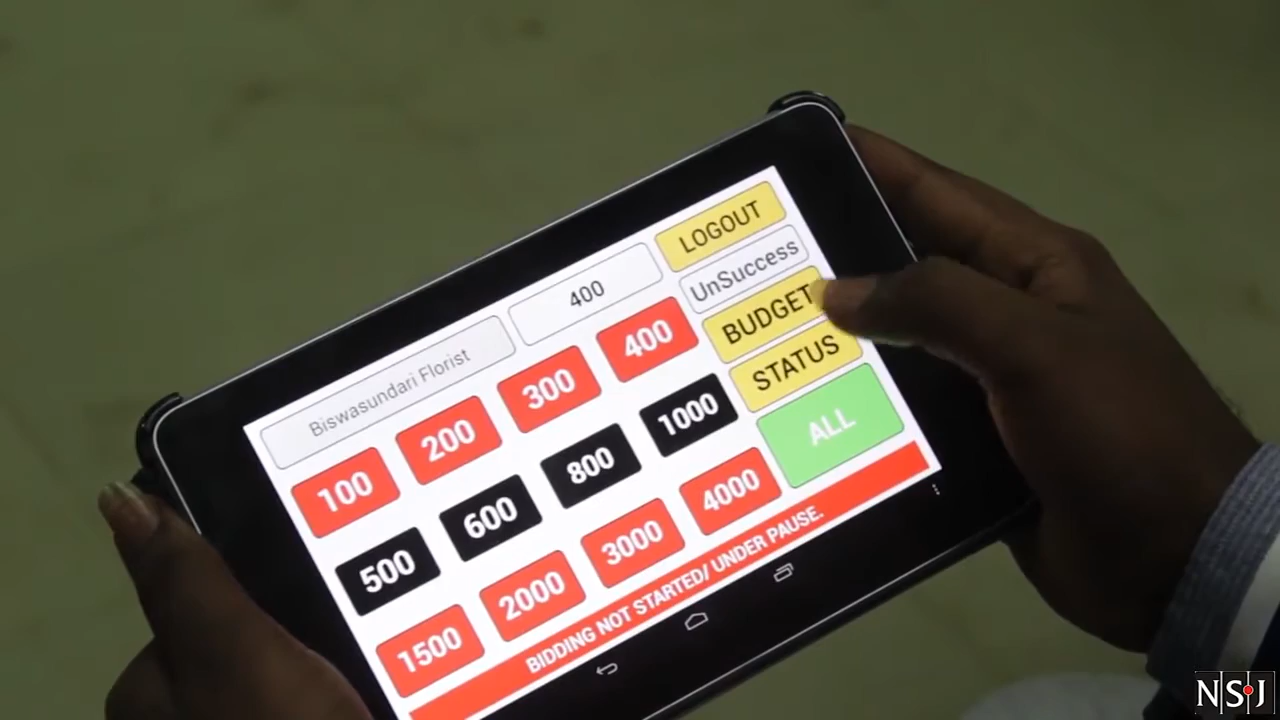 Biswasundari Florist
400
LOGOUT
100
200
300
400
UnSuccess
500
600
800
1000
BUDGET
1500
2000
3000
4000
STATUS
ALL
BIDDING NOT STARTED/ UNDER PAUSE.
NSJ